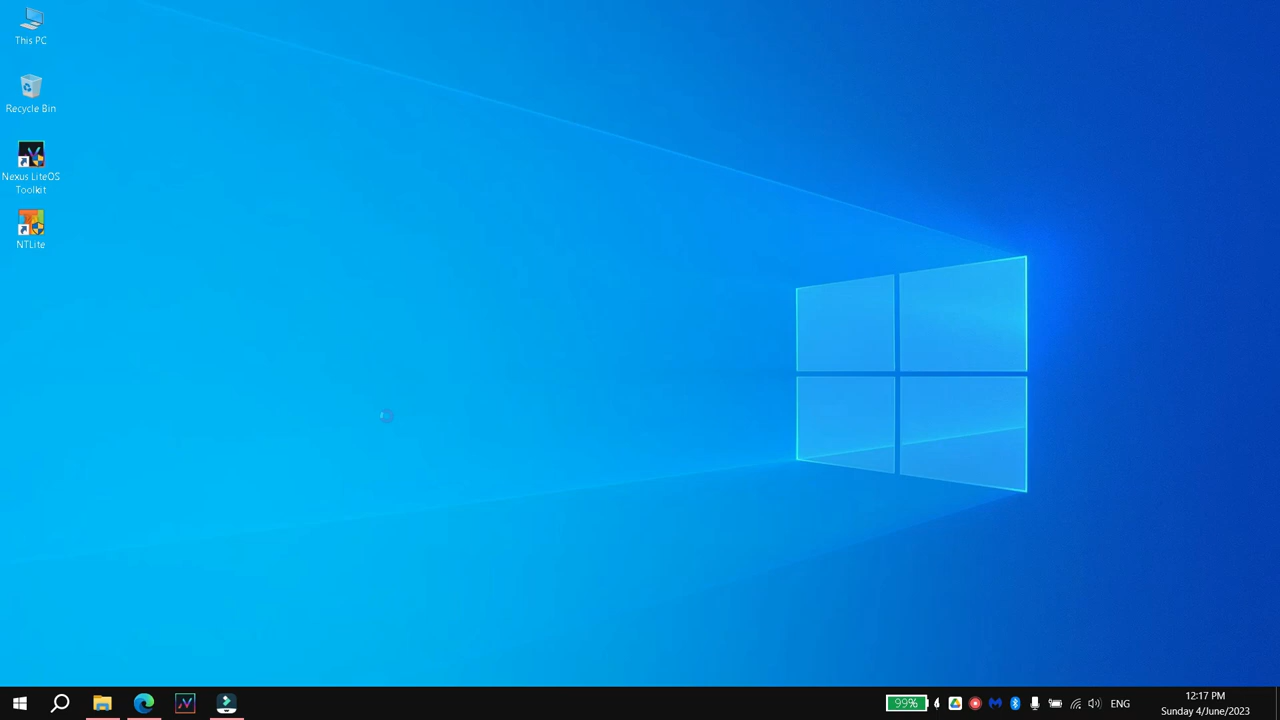 This PC
Recycle Bin
Nexus LiteOS
Toolkit
NTLite
99%
ENG
12:17 PM
Sunday 4/June/2023